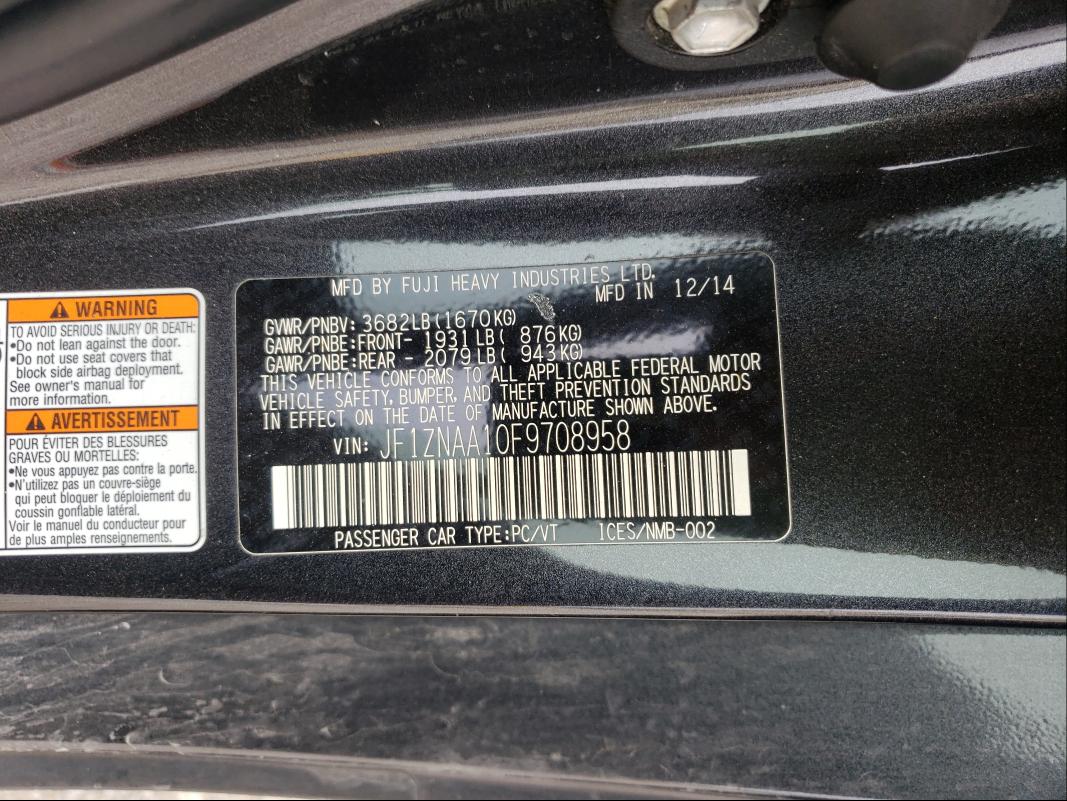 WARNING
TO AVOID SERIOUS INJURY OR DEATH:
•Do not lean against the door.
•Do not use seat covers that
block side airbag deployment.
See owner's manual for
more information.
AVERTISSEMENT
POUR ÉVITER DES BLESSURES
GRAVES OU MORTELLES:
•Ne vous appuyez pas contre la porte.
•N'utilisez pas un couvre-siège
qui peut bloquer le déploiement du
coussin gonflable latéral.
Voir le manuel du conducteur pour
de plus amples renseignements.
MFD BY FUJI HEAVY INDUSTRIES LTD.
MFD IN 12/14
GVWR/PNBV: 3682LB(1670KG)
GAWR/PNBE:FRONT- 1931LB( 876KG)
GAWR/PNBE:REAR - 2079LB( 943KG)
THIS VEHICLE CONFORMS TO ALL APPLICABLE FEDERAL MOTOR
VEHICLE SAFETY, BUMPER, AND THEFT PREVENTION STANDARDS
IN EFFECT ON THE DATE OF MANUFACTURE SHOWN ABOVE.
VIN: JF1ZNAA10F9708958
PASSENGER CAR TYPE:PC/VT ICES/NMB-002